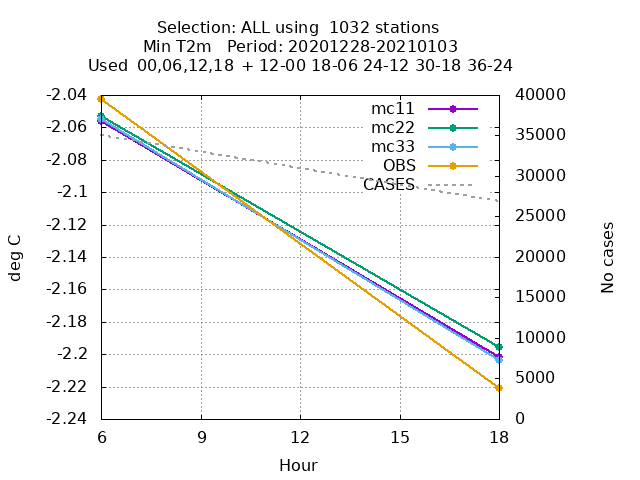 Selection: ALL using  1032 stations
Min T2m   Period: 20201228-20210103
Used  00,06,12,18  + 12-00 18-06 24-12 30-18 36-24
-2.04
-2.06
-2.08
-2.1
-2.12
-2.14
-2.16
-2.18
-2.2
-2.22
-2.24
deg C
mc11
mc22
mc33
OBS
CASES
40000
35000
30000
25000
20000
15000
10000
5000
0
No cases
6 9 12 15 18
Hour